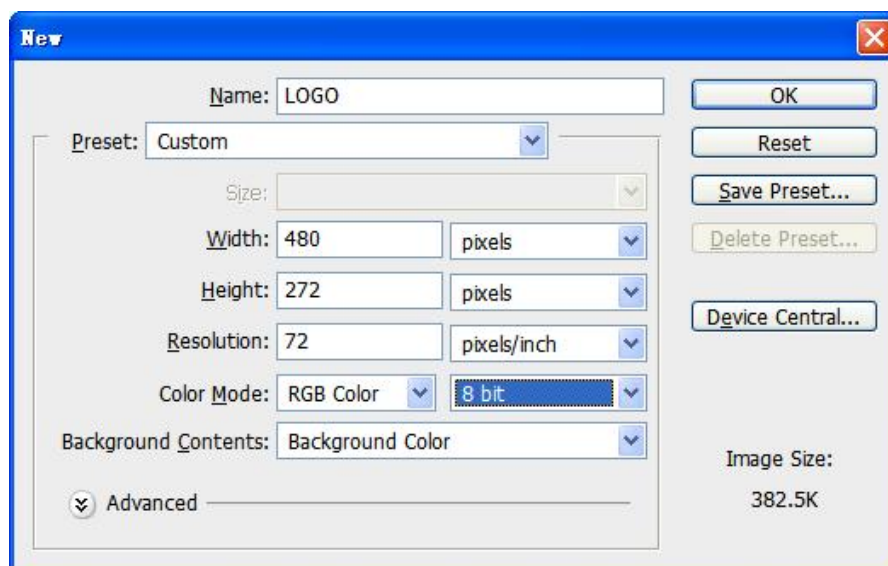 New
Name: LOGO
OK
Preset: Custom
Reset
Size:
Save Preset...
Width: 480 pixels
Delete Preset...
Height: 272 pixels
Device Central...
Resolution: 72 pixels/inch
Color Mode: RGB Color 8 bit
Background Contents: Background Color
Image Size:
Advanced
382.5K